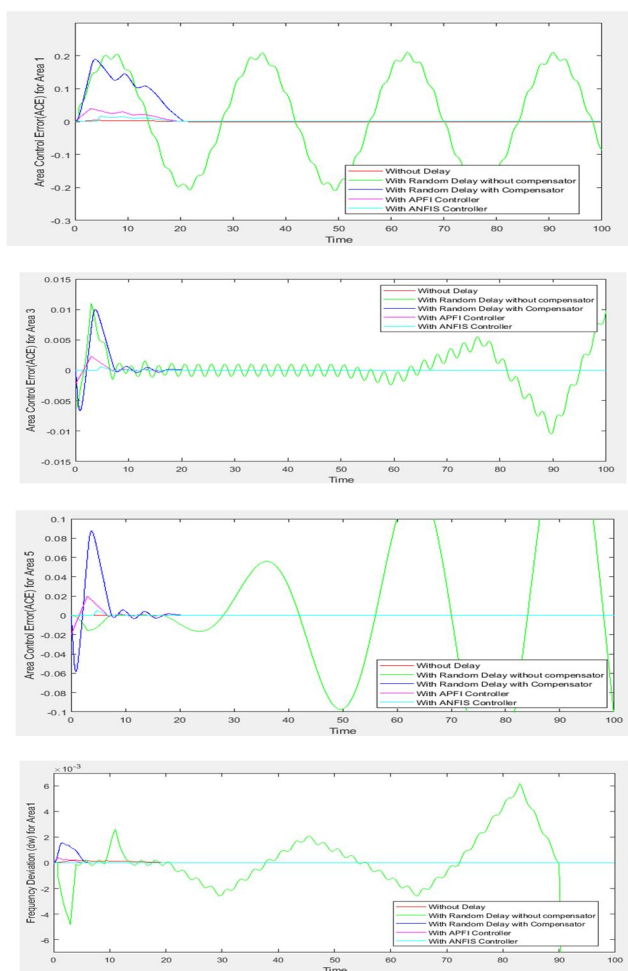 Area Control Error(ACE) for Area 1
0.2
0.1
0
-0.1
-0.2
-0.3
Without Delay
With Random Delay without compensator
With Random Delay with Compensator
With APFI Controller
With ANFIS Controller
0 10 20 30 40 50 60 70 80 90 100
Time
Area Control Error(ACE) for Area 3
0.015
0.01
0.005
0
-0.005
-0.01
-0.015
Without Delay
With Random Delay without compensator
With Random Delay with Compensator
With APFI Controller
With ANFIS Controller
0 10 20 30 40 50 60 70 80 90 100
Time
Area Control Error(ACE) for Area 5
0.1
0.08
0.06
0.04
0.02
0
-0.02
-0.04
-0.06
-0.08
-0.1
Without Delay
With Random Delay without compensator
With Random Delay with Compensator
With APFI Controller
With ANFIS Controller
0 10 20 30 40 50 60 70 80 90 100
Time
Frequency Deviation (dw) for Area1
×10⁻³
6
4
2
0
-2
-4
-6
Without Delay
With Random Delay without compensator
With Random Delay with Compensator
With APFI Controller
With ANFIS Controller
0 10 20 30 40 50 60 70 80 90 100
Time